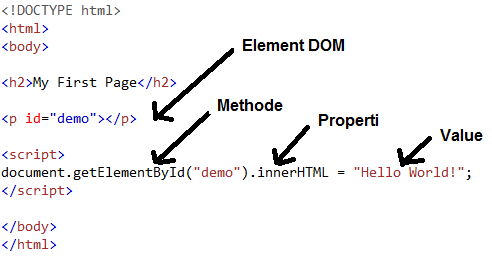 <!DOCTYPE html>
<html>
<body>
Element DOM
<h2>My First Page</h2>
Methode
<p id="demo"></p>
Properti
Value
<script>
document.getElementById("demo").innerHTML = "Hello World!";
</script>
</body>
</html>